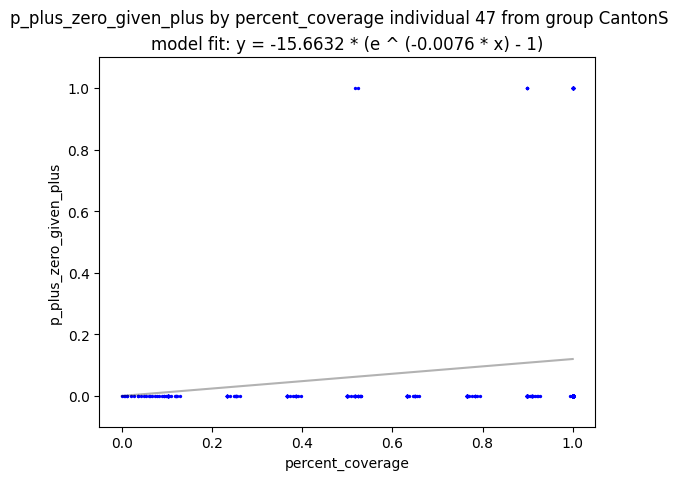 p_plus_zero_given_plus by percent_coverage individual 47 from group CantonS
model fit: y = -15.6632 * (e ^ (-0.0076 * x) - 1)
1.0
0.8
0.6
0.4
0.2
0.0
p_plus_zero_given_plus
0.0 0.2 0.4 0.6 0.8 1.0
percent_coverage